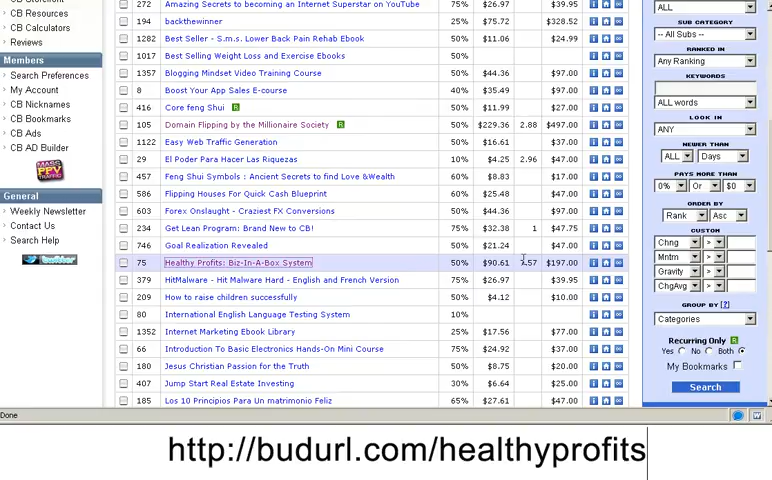 272 Amazing Secrets to becoming an Internet Superstar on YouTube 75% $26.97 $39.95
194 backthewinner 25% $75.72 $328.52
416 Best Seller - S.m.s. Lower Back Pain Rehab Ebook 50% $11.06 $24.99
1017 Best Selling Weight Loss and Exercise Ebooks 50%
1357 Blogging Mindset Video Training Course 50% $44.36 $97.00
8 Boost Your App Sales E-course 40% $35.49 $97.00
416 Core feng Shui R 50% $11.99 $27.00
105 Domain Flipping by the Millionaire Society R 50% $229.36 2.88 $497.00
1122 Easy Web Traffic Generation 50% $16.61 $37.00
29 El Poder Para Hacer Las Riquezas 10% $4.25 2.96 $47.00
457 Feng Shui Symbols : Ancient Secrets to find Love &Wealth 60% $8.83 $17.00
586 Flipping Houses For Quick Cash Blueprint 60% $25.48 $47.00
603 Forex Onslaught - Craziest FX Conversions 50% $44.36 $97.00
234 Get Lean Program: Brand New to CB! 75% $32.38 1 $47.75
746 Goal Realization Revealed 50% $21.24 $47.00
75 Healthy Profits: Biz-In-A-Box System 50% $90.61 .57 $197.00
379 HitMalware - Hit Malware Hard - English and French Version 75% $26.97 $39.95
209 How to raise children successfully 50% $4.12 $10.00
80 International English Language Testing System 10%
1352 Internet Marketing Ebook Library 25% $17.56 $77.00
66 Introduction To Basic Electronics Hands-On Mini Course 75% $24.92 $37.00
180 Jesus Christian Passion for the Truth 50% $8.75 $20.00
407 Jump Start Real Estate Investing 30% $6.64 $25.00
185 Los 10 Principios Para Un matrimonio Feliz 65% $27.61 $47.00
CB Resources
CB Calculators
Reviews
Members
Search Preferences
My Account
CB Nicknames
CB Bookmarks
CB Ads
CB AD Builder
MASS PPV TRAFFIC
General
Weekly Newsletter
Contact Us
Search Help
twitter
ALL
SUB CATEGORY
-- All Subs --
RANKED IN
Any Ranking
KEYWORDS
ALL words
LOOK IN
ANY
NEWER THAN
ALL Days
PAYS MORE THAN
0% Or $0
ORDER BY
Rank Asc
CUSTOM
Chng >
Mntm >
Gravity >
ChgAvg >
GROUP BY [?]
Categories
Recurring Only R
Yes No Both
My Bookmarks
Search
Done
http://budurl.com/healthyprofits